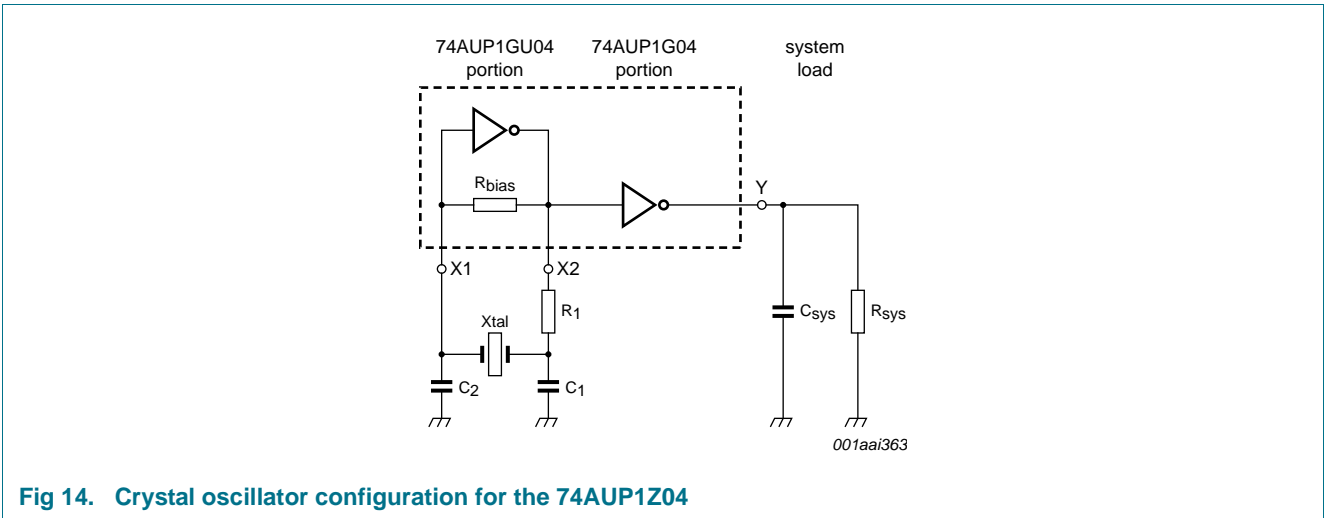 74AUP1GU04
portion
74AUP1G04
portion
system
load
Rbias
Y
X1
X2
R1
Csys
Rsys
Xtal
C2
C1
001aai363
Fig 14. Crystal oscillator configuration for the 74AUP1Z04